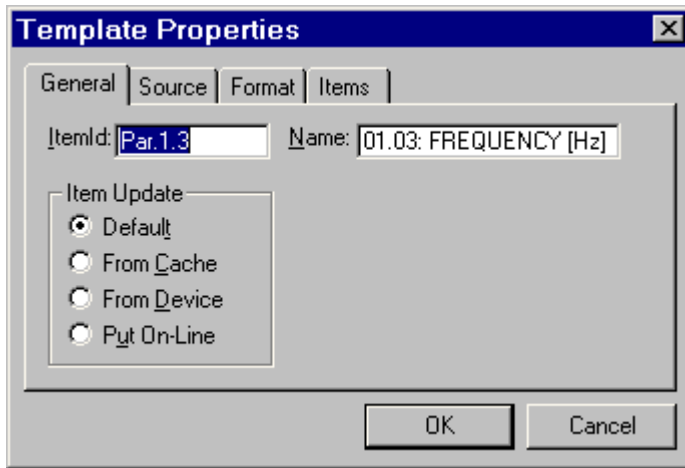 Template Properties
General Source Format Items
ItemId: Par.1.3 Name: 01.03: FREQUENCY [Hz]
Item Update
Default
From Cache
From Device
Put On-Line
OK Cancel